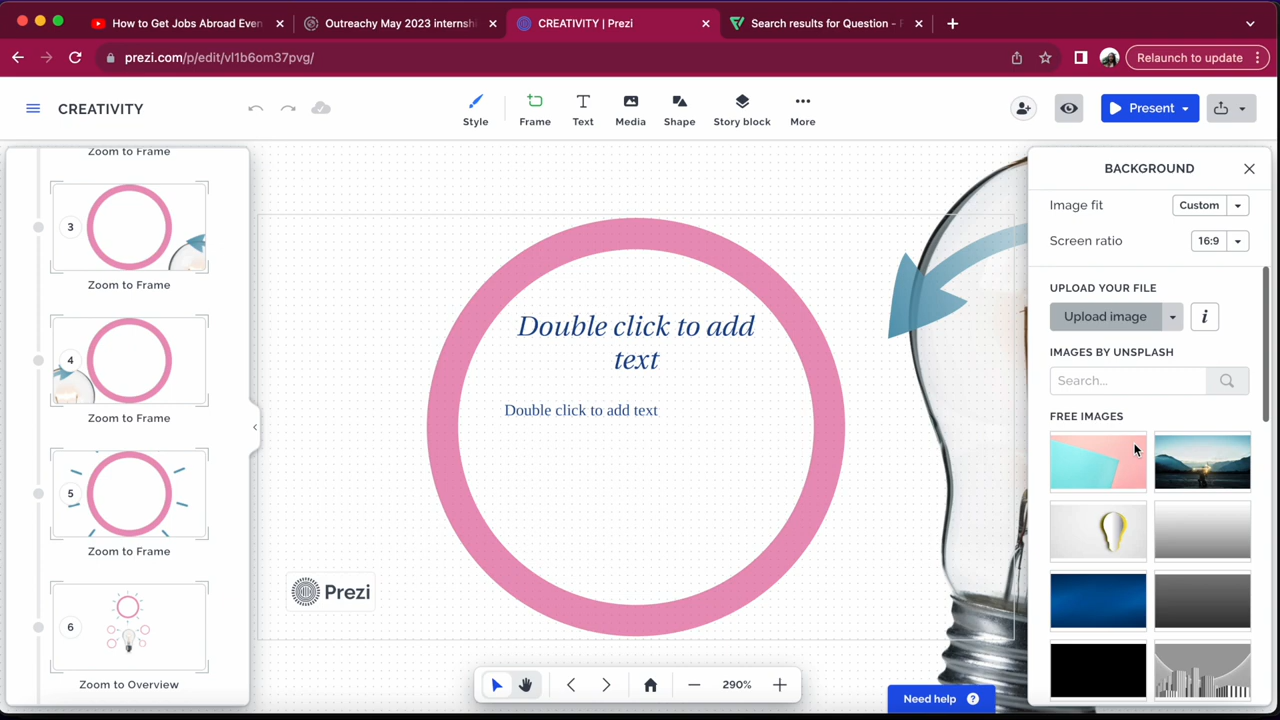 How to Get Jobs Abroad Even
Outreachy May 2023 internshi
CREATIVITY | Prezi
Search results for Question -
prezi.com/p/edit/vl1b6om37pvg/
Relaunch to update
CREATIVITY
Style
Frame
Text
Media
Shape
Story block
More
Present
Zoom to Frame
3
Zoom to Frame
4
Zoom to Frame
5
Zoom to Frame
6
Zoom to Overview
Double click to add
text
Double click to add text
Prezi
290%
Need help ?
BACKGROUND
Image fit
Custom
Screen ratio
16:9
UPLOAD YOUR FILE
Upload image
i
IMAGES BY UNSPLASH
Search...
FREE IMAGES